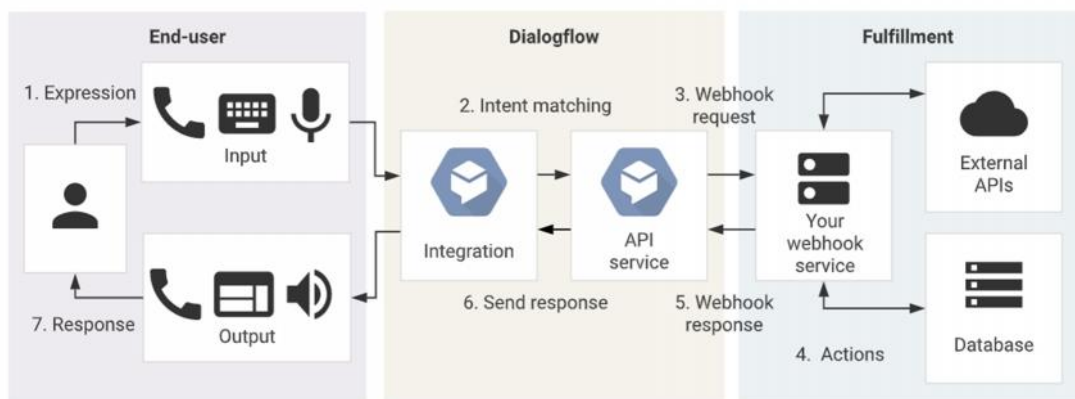 End-user
Dialogflow
Fulfillment
1. Expression
Input
2. Intent matching
3. Webhook
request
External
APIs
Integration
API
service
Your
webhook
service
7. Response
Output
6. Send response
5. Webhook
response
4. Actions
Database